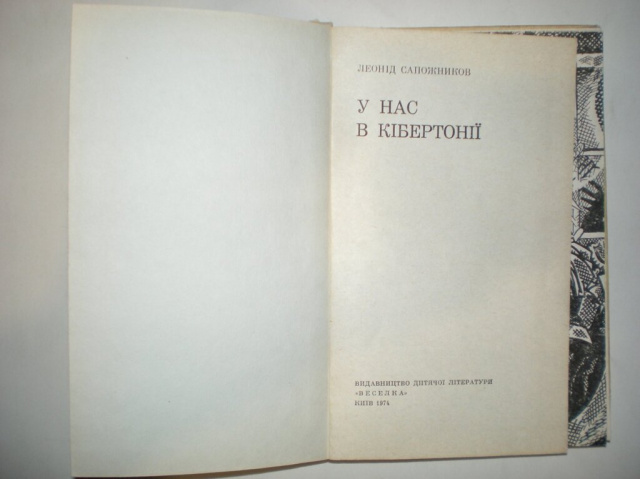 ЛЕОНІД САПОЖНИКОВ
У НАС
В КІБЕРТОНІЇ
ВИДАВНИЦТВО ДИТЯЧОЇ ЛІТЕРАТУРИ
«ВЕСЕЛКА»
КИЇВ 1974